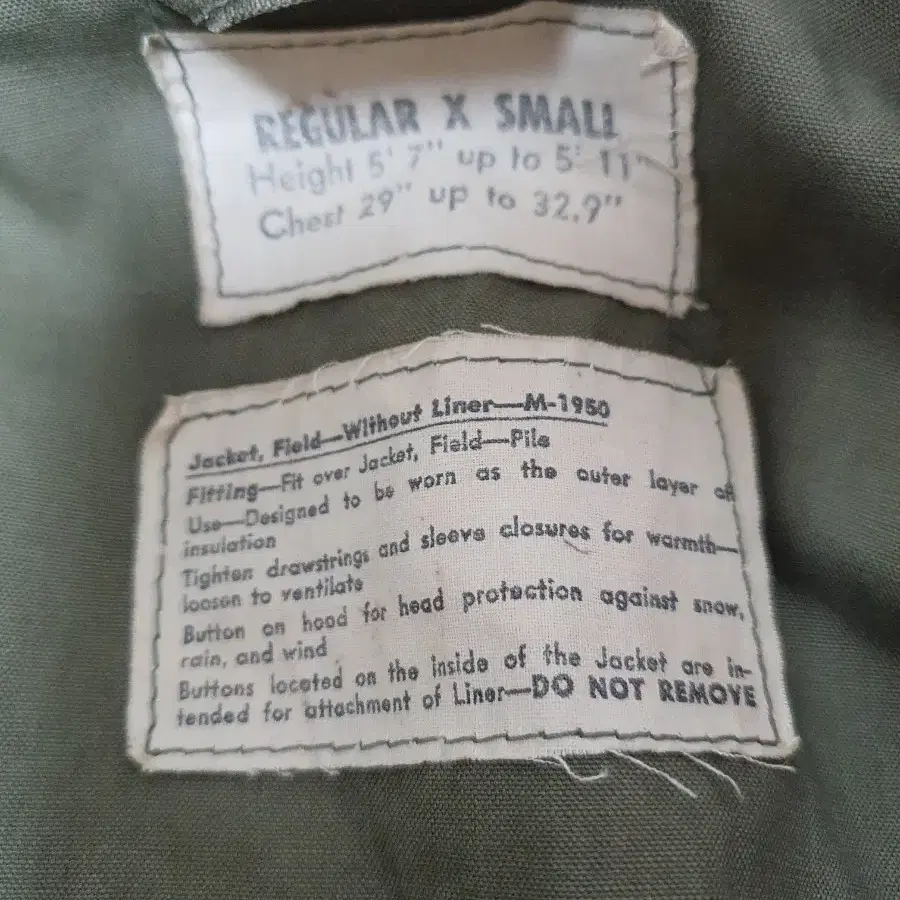 REGULAR X SMALL
Height 5' 7" up to 5' 11"
Chest 29" up to 32.9"
Jacket, Field—Without Liner—M-1950
Fitting—Fit over Jacket, Field—Pile
Use—Designed to be worn as the outer layer of
insulation
Tighten drawstrings and sleeve closures for warmth—
loosen to ventilate
Button on hood for head protection against snow,
rain, and wind
Buttons located on the inside of the Jacket are in-
tended for attachment of Liner—DO NOT REMOVE